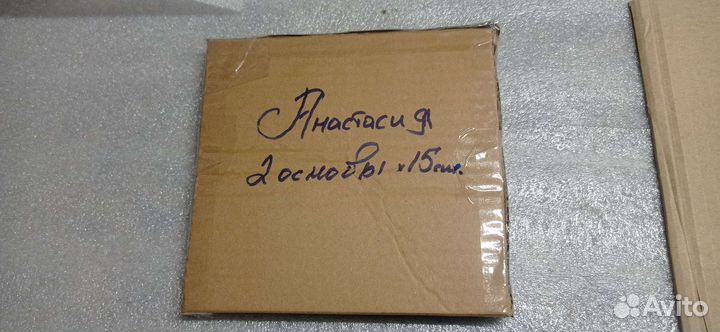 Анастасия
2 основы х 15 см.
Avito